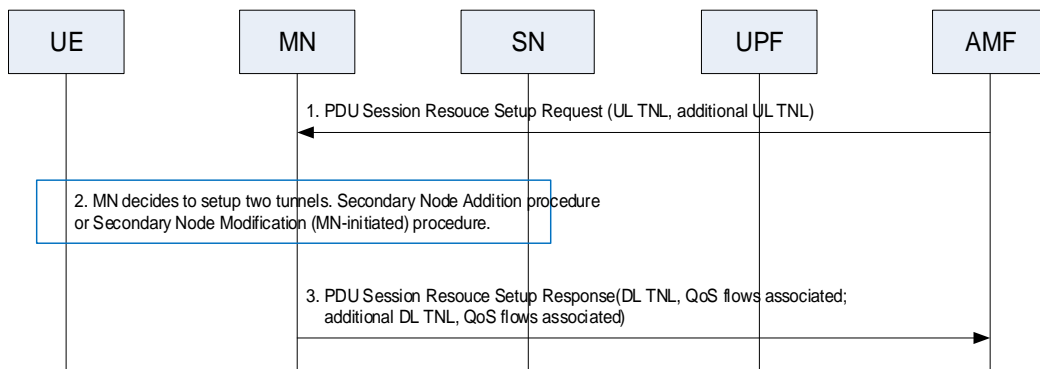 UE
MN
SN
UPF
AMF
1. PDU Session Resouce Setup Request (UL TNL, additional UL TNL)
2. MN decides to setup two tunnels. Secondary Node Addition procedure
or Secondary Node Modification (MN-initiated) procedure.
3. PDU Session Resouce Setup Response(DL TNL, QoS flows associated;
additional DL TNL, QoS flows associated)